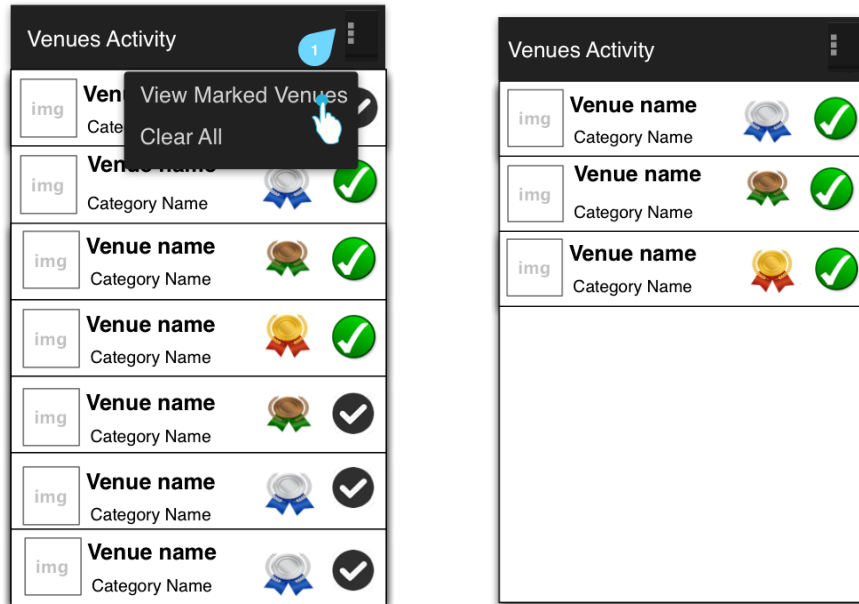 Venues Activity
1
View Marked Venues
Clear All
img
Ven
Cate
img
Venue name
Category Name
img
Venue name
Category Name
img
Venue name
Category Name
img
Venue name
Category Name
img
Venue name
Category Name
img
Venue name
Category Name
Venues Activity
img
Venue name
Category Name
img
Venue name
Category Name
img
Venue name
Category Name